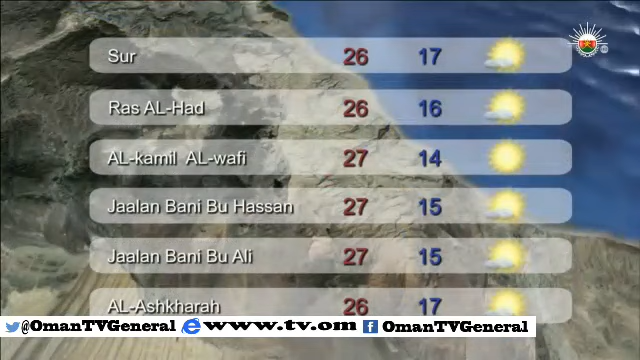 Sur 26 17
Ras AL-Had 26 16
AL-kamil AL-wafi 27 14
Jaalan Bani Bu Hassan 27 15
Jaalan Bani Bu Ali 27 15
AL-Ashkharah 26 17
@OmanTVGeneral www.tv.om OmanTVGeneral